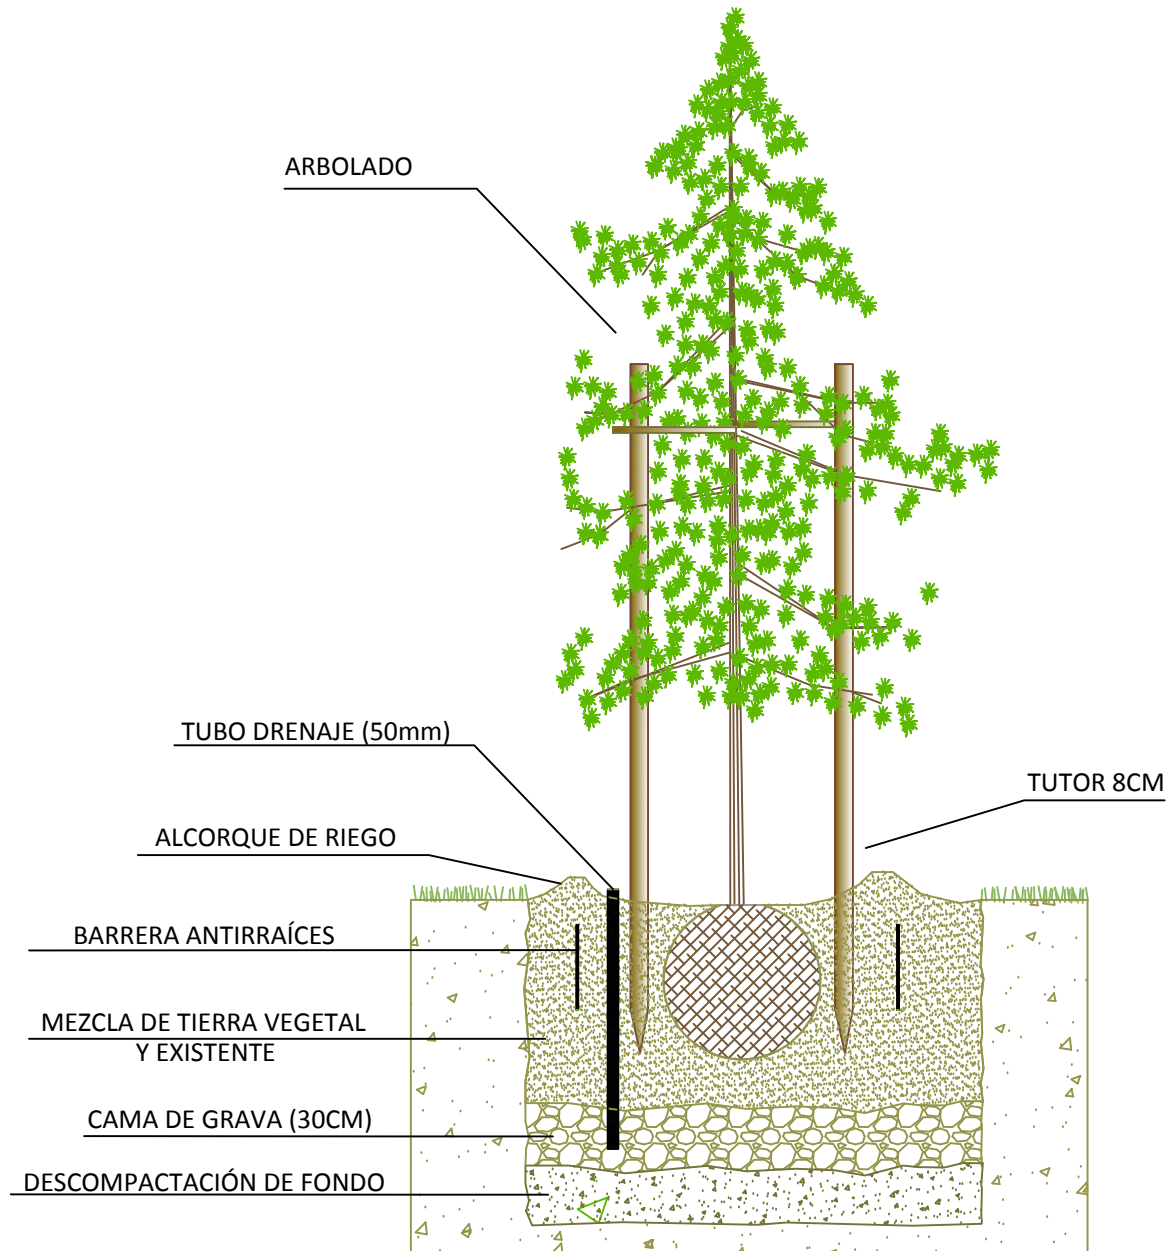 ARBOLADO
TUBO DRENAJE (50mm)
TUTOR 8CM
ALCORQUE DE RIEGO
BARRERA ANTIRRAÍCES
MEZCLA DE TIERRA VEGETAL
Y EXISTENTE
CAMA DE GRAVA (30CM)
DESCOMPACTACIÓN DE FONDO